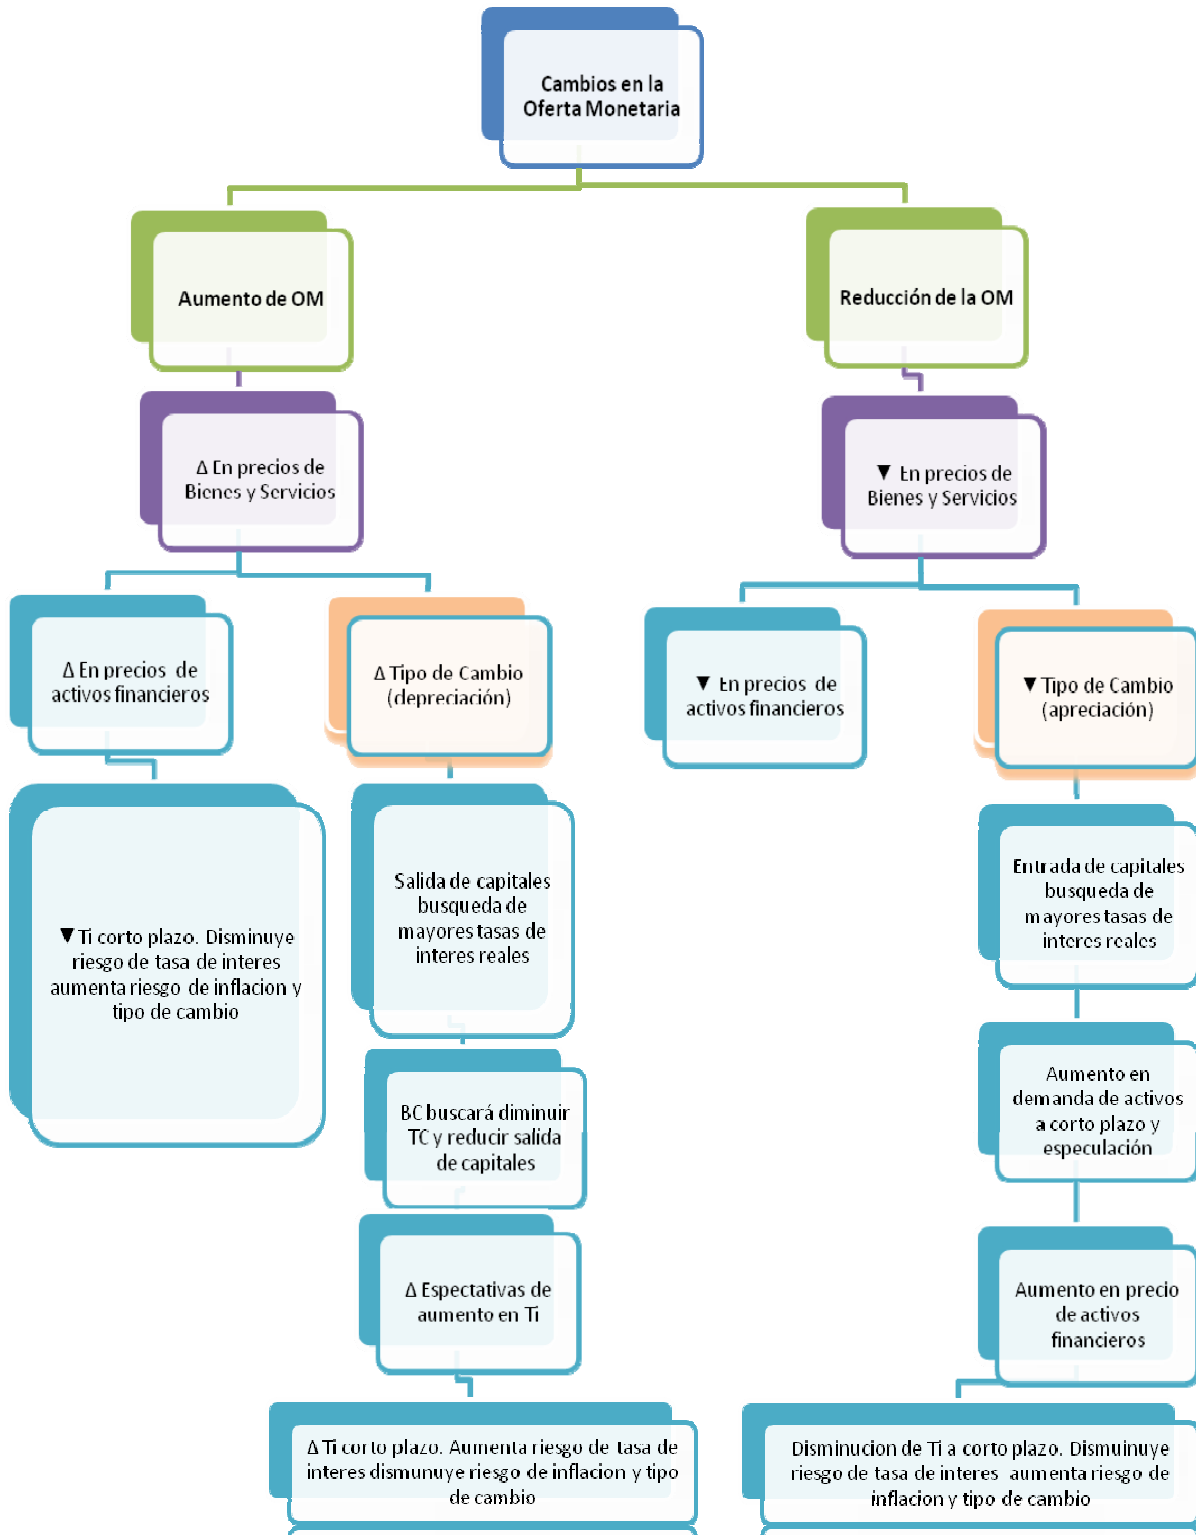 Cambios en la
Oferta Monetaria
Aumento de OM
Reducción de la OM
Δ En precios de
Bienes y Servicios
▼ En precios de
Bienes y Servicios
Δ En precios de
activos financieros
Δ Tipo de Cambio
(depreciación)
▼ En precios de
activos financieros
▼ Tipo de Cambio
(apreciación)
▼ Ti corto plazo. Disminuye
riesgo de tasa de interes
aumenta riesgo de inflacion y
tipo de cambio
Salida de capitales
busqueda de
mayores tasas de
interes reales
Entrada de capitales
busqueda de
mayores tasas de
interes reales
BC buscará diminuir
TC y reducir salida
de capitales
Aumento en
demanda de activos
a corto plazo y
especulación
Δ Espectativas de
aumento en Ti
Aumento en precio
de activos
financieros
Δ Ti corto plazo. Aumenta riesgo de tasa de
interes dismunuye riesgo de inflacion y tipo
de cambio
Disminucion de Ti a corto plazo. Dismuinuye
riesgo de tasa de interes aumenta riesgo de
inflacion y tipo de cambio